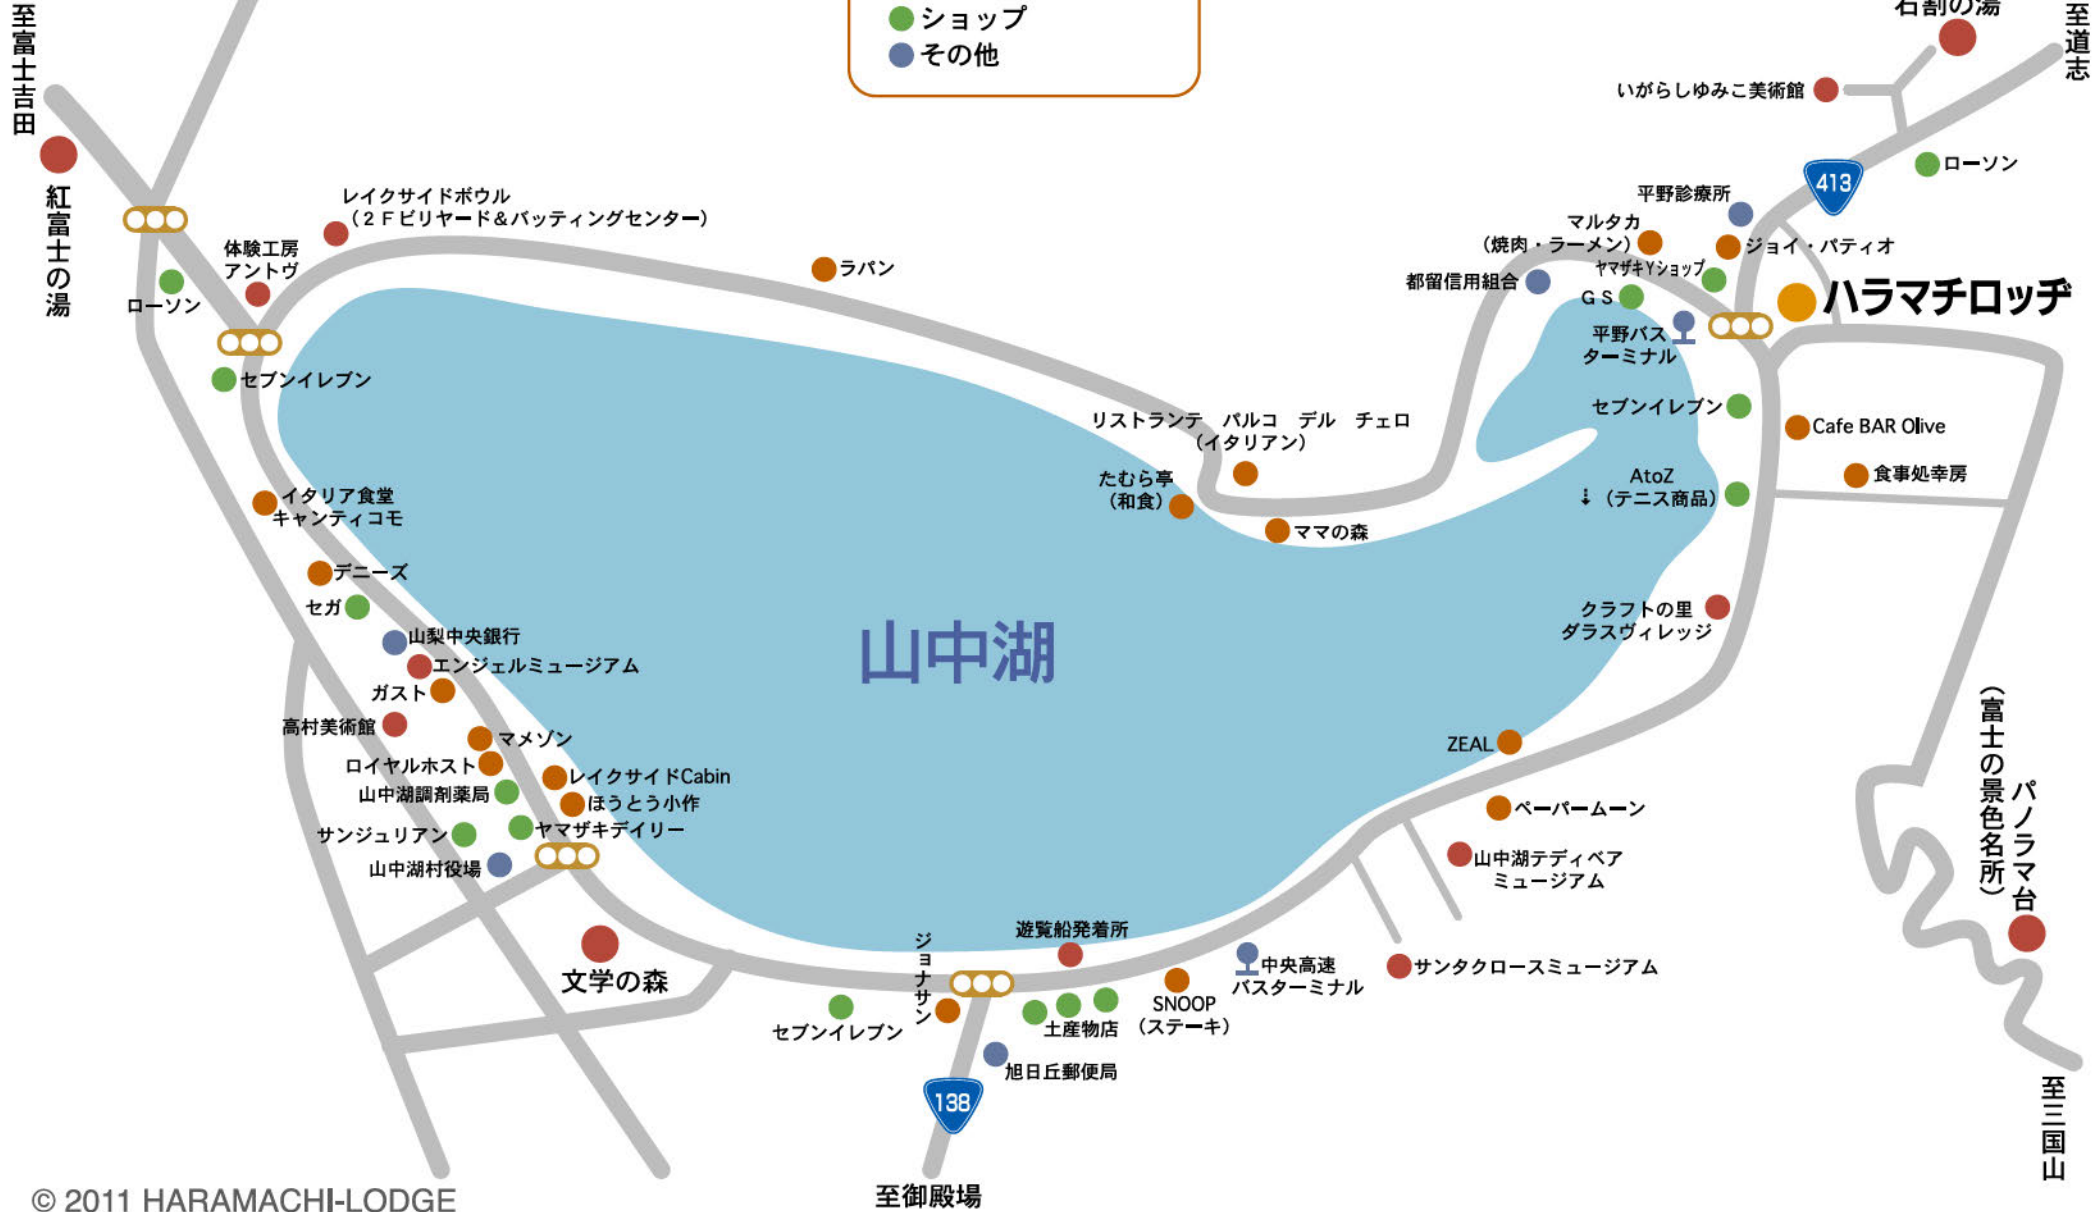 至富士吉田
ショップ
その他
石割の湯
至道志
いがらしゆみこ美術館
ローソン
413
紅富士の湯
レイクサイドボウル
（２Ｆビリヤード＆バッティングセンター）
体験工房
アントヴ
ローソン
ラパン
平野診療所
マルタカ
（焼肉・ラーメン）
ジョイ・パティオ
ヤマザキＹショップ
都留信用組合
ＧＳ
ハラマチロッヂ
平野バス
ターミナル
セブンイレブン
セブンイレブン
Cafe BAR Olive
リストランテ　パルコ　デル　チェロ
（イタリアン）
たむら亭
（和食）
ママの森
AtoZ
（テニス商品）
食事処幸房
イタリア食堂
キャンティコモ
デニーズ
セガ
山梨中央銀行
エンジェルミュージアム
ガスト
高村美術館
マメゾン
ロイヤルホスト
レイクサイドCabin
山中湖調剤薬局
ほうとう小作
サンジュリアン
ヤマザキデイリー
山中湖村役場
山中湖
クラフトの里
ダラスヴィレッジ
ZEAL
ペーパームーン
山中湖テディベア
ミュージアム
サンタクロースミュージアム
パノラマ台
（富士の景色名所）
文学の森
遊覧船発着所
ジョナサン
セブンイレブン
土産物店
SNOOP
（ステーキ）
中央高速
バスターミナル
旭日丘郵便局
138
至御殿場
至三国山
© 2011 HARAMACHI-LODGE